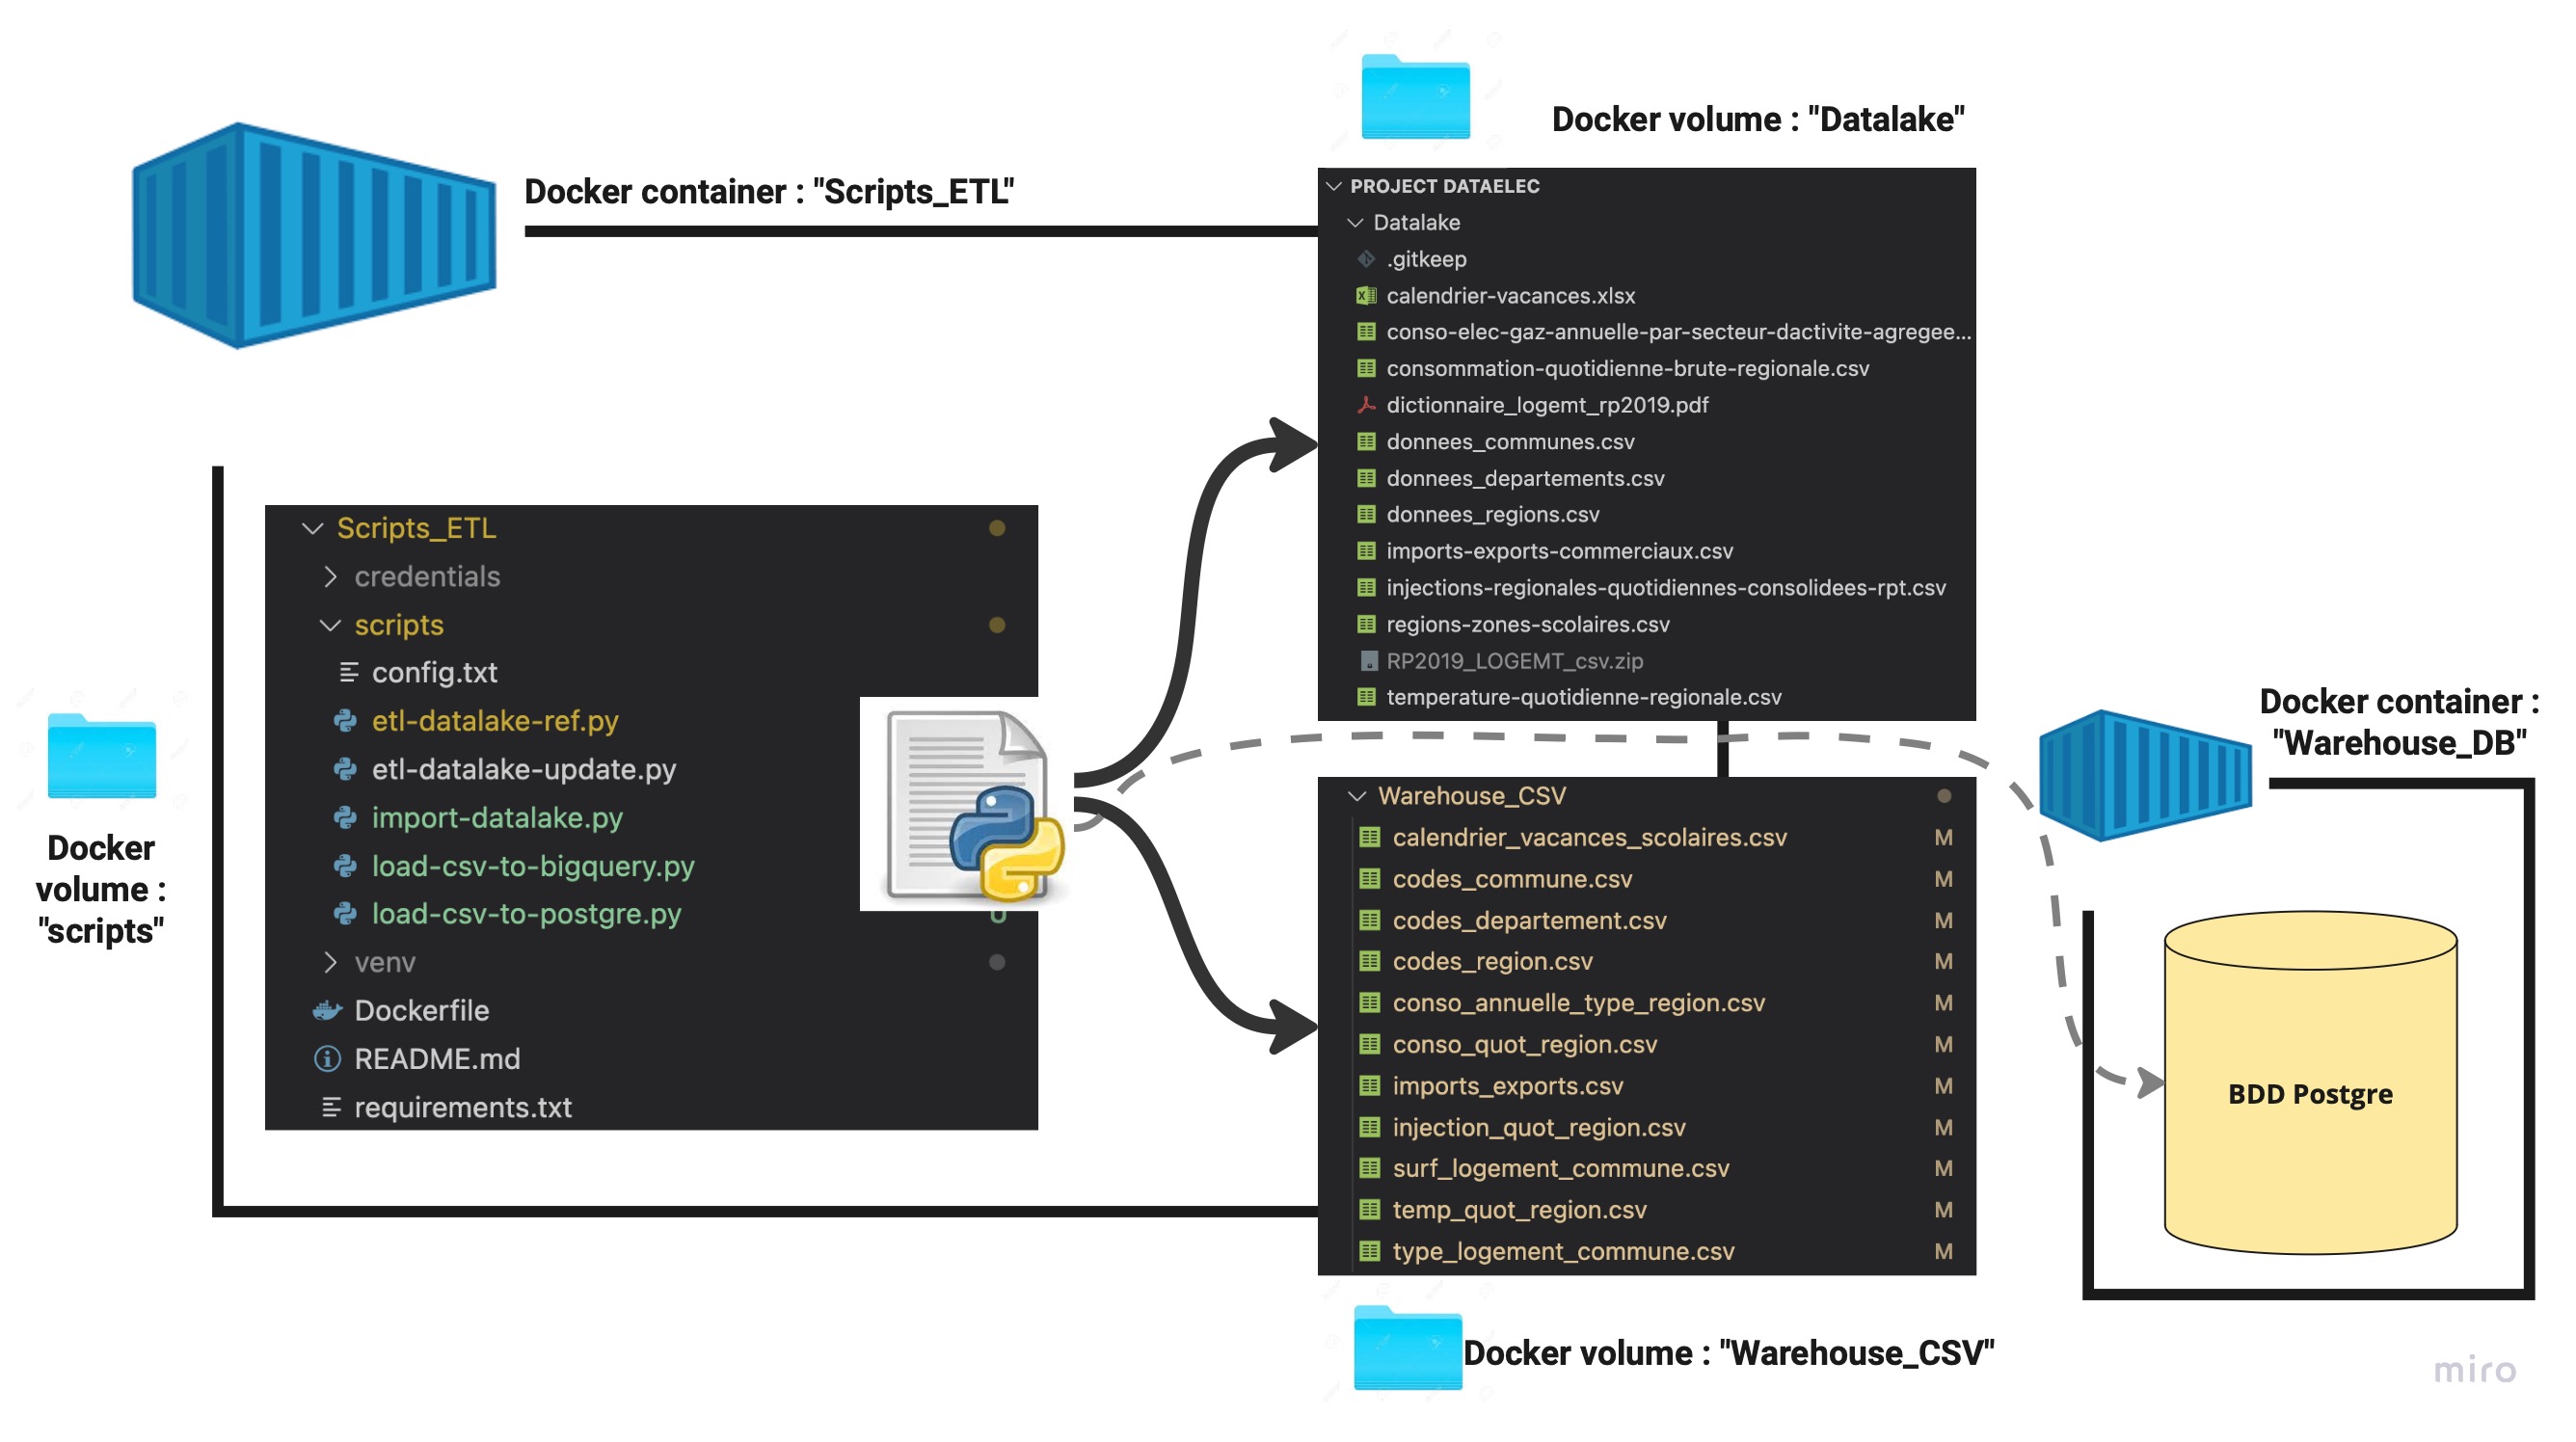 Docker volume : "Datalake"
Docker container : "Scripts_ETL"
PROJECT DATAELEC
Datalake
.gitkeep
calendrier-vacances.xlsx
conso-elec-gaz-annuelle-par-secteur-dactivite-agregee...
consommation-quotidienne-brute-regionale.csv
dictionnaire_logemt_rp2019.pdf
donnees_communes.csv
donnees_departements.csv
donnees_regions.csv
imports-exports-commerciaux.csv
injections-regionales-quotidiennes-consolidees-rpt.csv
regions-zones-scolaires.csv
RP2019_LOGEMT_csv.zip
temperature-quotidienne-regionale.csv
Scripts_ETL
credentials
scripts
config.txt
etl-datalake-ref.py
etl-datalake-update.py
import-datalake.py
load-csv-to-bigquery.py
load-csv-to-postgre.py
venv
Dockerfile
README.md
requirements.txt
Docker
volume :
"scripts"
Warehouse_CSV
calendrier_vacances_scolaires.csv M
codes_commune.csv M
codes_departement.csv M
codes_region.csv M
conso_annuelle_type_region.csv M
conso_quot_region.csv M
imports_exports.csv M
injection_quot_region.csv M
surf_logement_commune.csv M
temp_quot_region.csv M
type_logement_commune.csv M
Docker volume : "Warehouse_CSV"
Docker container :
"Warehouse_DB"
BDD Postgre
miro